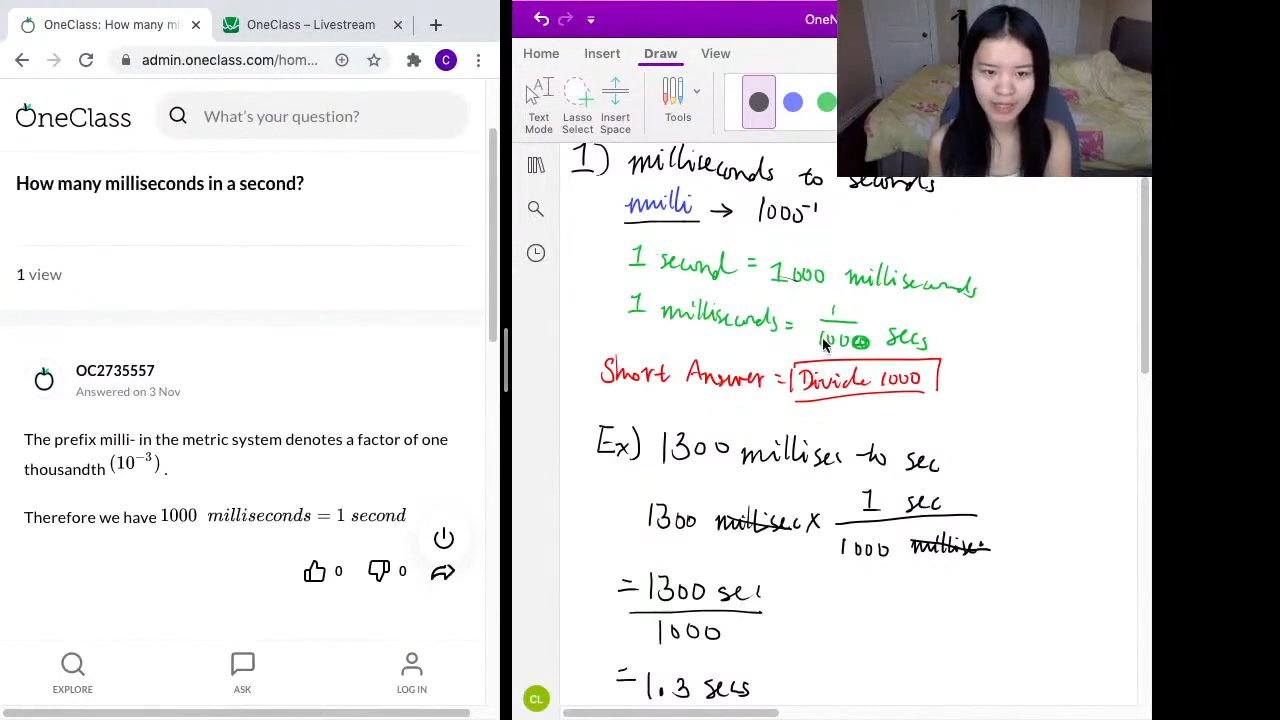 OneClass: How many mi
OneClass – Livestream
admin.oneclass.com/hom...
C
OneClass
What's your question?
How many milliseconds in a second?
1 view
OC2735557
Answered on 3 Nov
The prefix milli- in the metric system denotes a factor of one
thousandth (10⁻³) .
Therefore we have 1000 milliseconds = 1 second
0
0
EXPLORE
ASK
LOG IN
OneN
Home Insert Draw View
Text Mode
Lasso Select
Insert Space
Tools
1) milliseconds to seconds
milli → 1000⁻¹
1 second = 1000 milliseconds
1 milliseconds = 1/1000 secs
Short Answer = Divide 1000
Ex) 1300 millisec to sec
1300 millisec x 1 sec / 1000 millisec
= 1300 sec / 1000
= 1.3 secs
CL